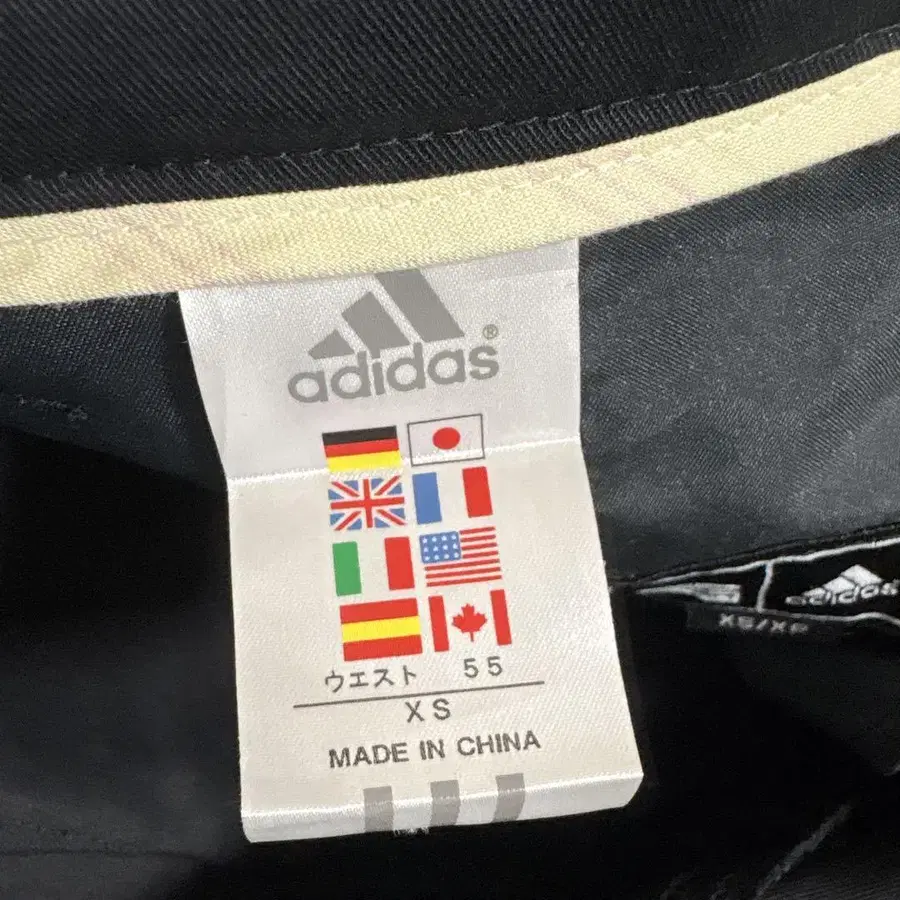 adidas®
ウエスト 55
XS
MADE IN CHINA
adidas
XS/XP